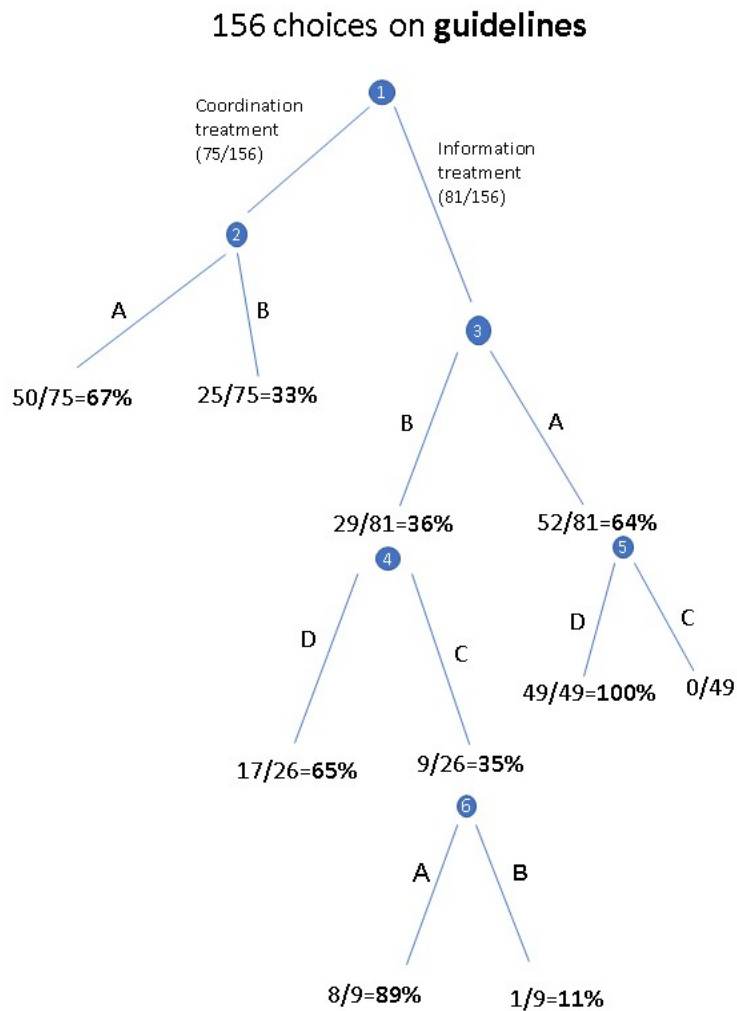 156 choices on guidelines
1
Coordination
treatment
(75/156)
Information
treatment
(81/156)
2
3
A
B
50/75=67%
25/75=33%
B
A
29/81=36%
52/81=64%
4
5
D
C
D
C
49/49=100%
0/49
17/26=65%
9/26=35%
6
A
B
8/9=89%
1/9=11%